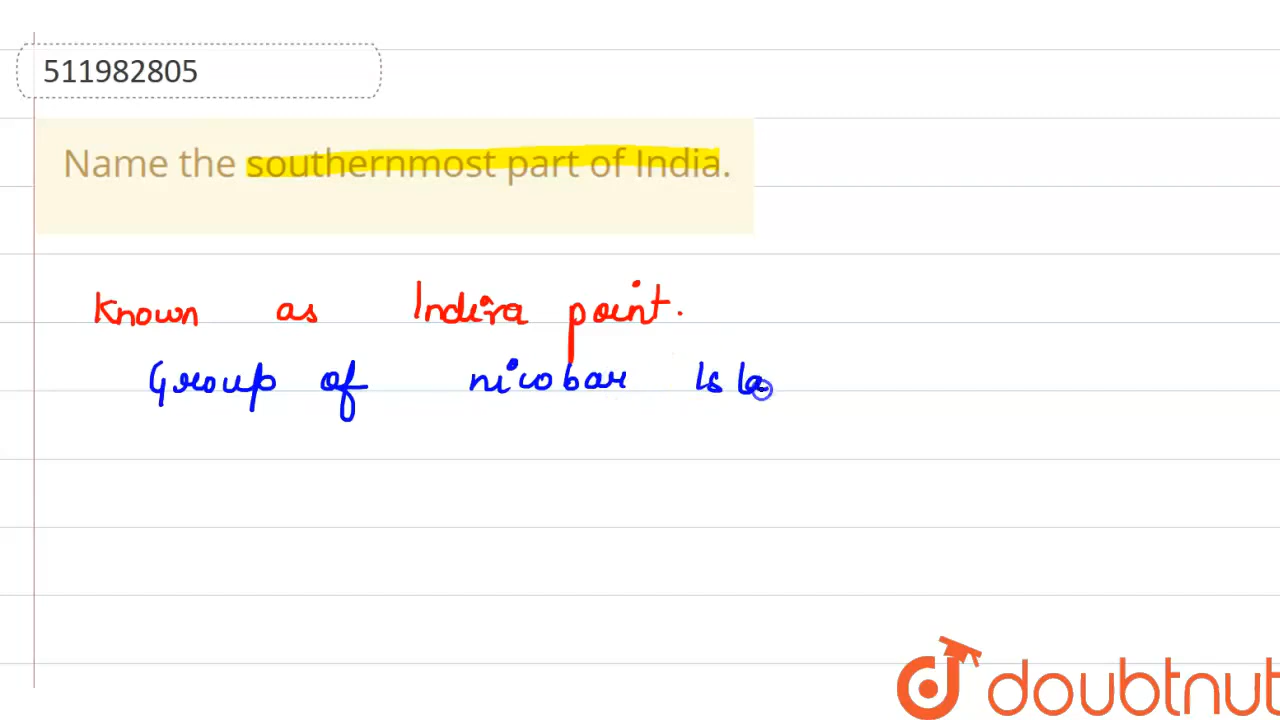 511982805
Name the southernmost part of India.
Known as Indira point.
Group of nicobar Isla
doubtnut